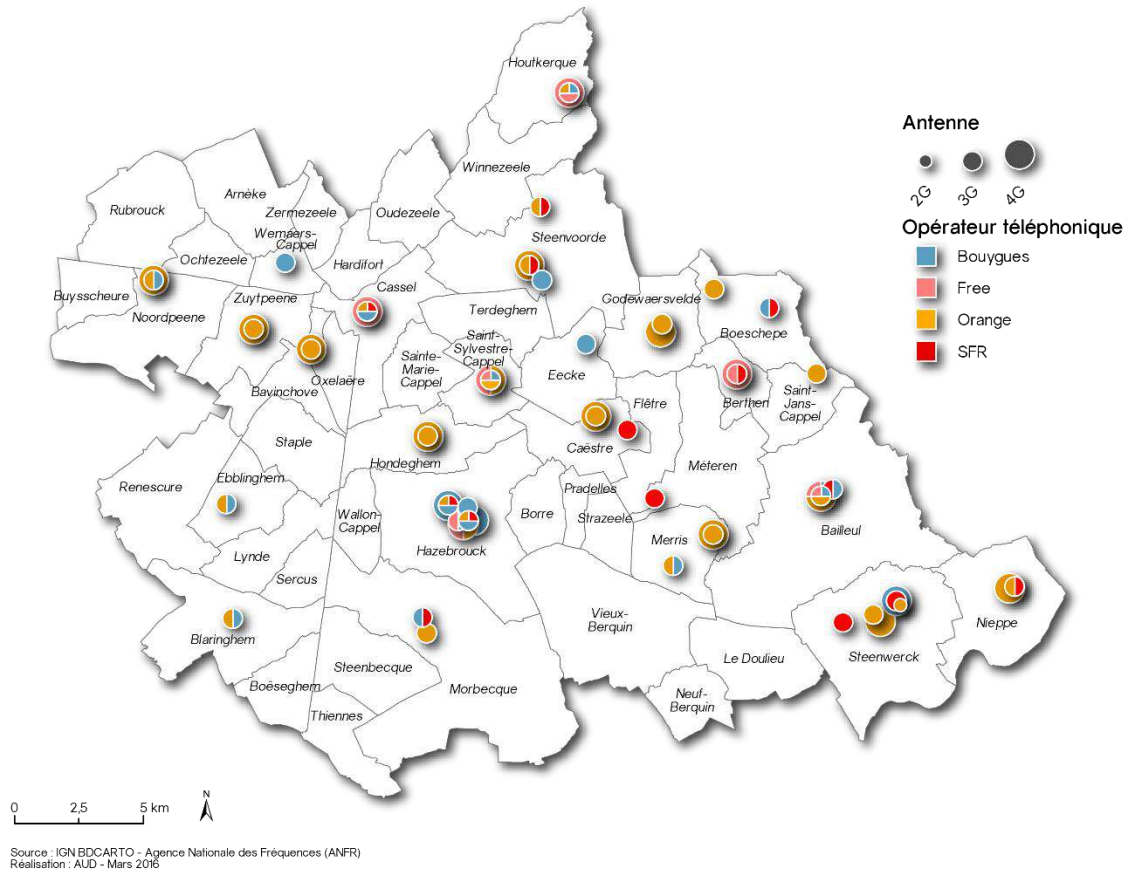 Houtkerque
Winnezeele
Arnèke
Rubrouck
Zermezeele
Oudezeele
Wemaers-
Cappel
Steenvoorde
Ochtezeele
Hardifort
Buysscheure
Zuytpeene
Cassel
Godewaersvelde
Noordpeene
Terdeghem
Boeschepe
Saint-
Sylvestre-
Cappel
Sainte-
Marie-
Cappel
Eecke
Oxelaëre
Bavinchove
Berthen
Saint-
Jans-
Cappel
Flêtre
Staple
Caëstre
Hondeghem
Méteren
Ebblinghem
Renescure
Pradelles
Wallon-
Cappel
Borre
Strazeele
Bailleul
Merris
Hazebrouck
Lynde
Sercus
Vieux-
Berquin
Nieppe
Blaringhem
Steenwerck
Le Doulieu
Steenbecque
Boëseghem
Morbecque
Neuf-
Berquin
Thiennes
Antenne
2G
3G
4G
Opérateur téléphonique
Bouygues
Free
Orange
SFR
0 2,5 5 km
N
Source : IGN BDCARTO - Agence Nationale des Fréquences (ANFR)
Réalisation : AUD - Mars 2016